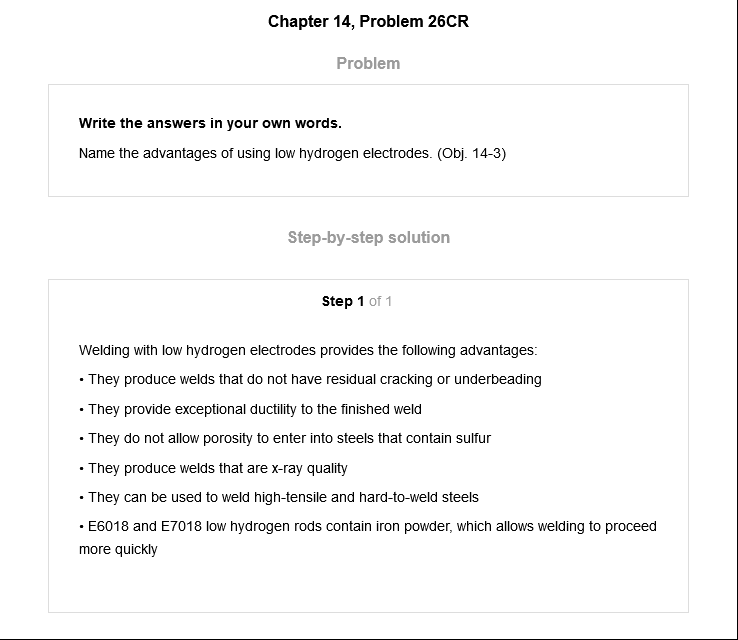 Chapter 14, Problem 26CR
Problem
Write the answers in your own words.
Name the advantages of using low hydrogen electrodes. (Obj. 14-3)
Step-by-step solution
Step 1 of 1
Welding with low hydrogen electrodes provides the following advantages:
• They produce welds that do not have residual cracking or underbeading
• They provide exceptional ductility to the finished weld
• They do not allow porosity to enter into steels that contain sulfur
• They produce welds that are x-ray quality
• They can be used to weld high-tensile and hard-to-weld steels
• E6018 and E7018 low hydrogen rods contain iron powder, which allows welding to proceed
more quickly